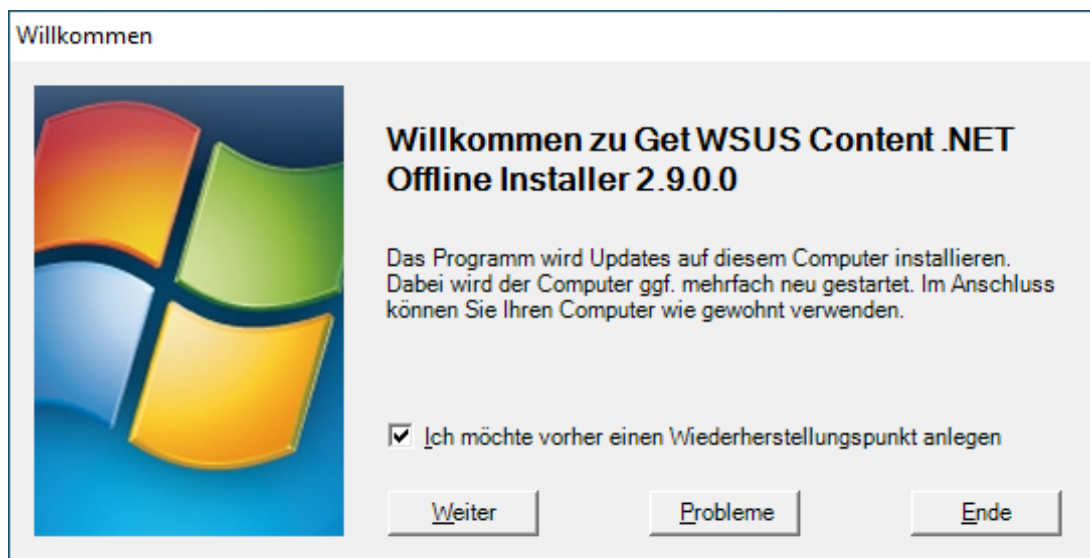 Willkommen
Willkommen zu Get WSUS Content .NET
Offline Installer 2.9.0.0
Das Programm wird Updates auf diesem Computer installieren.
Dabei wird der Computer ggf. mehrfach neu gestartet. Im Anschluss
können Sie Ihren Computer wie gewohnt verwenden.
Ich möchte vorher einen Wiederherstellungspunkt anlegen
Weiter Probleme Ende